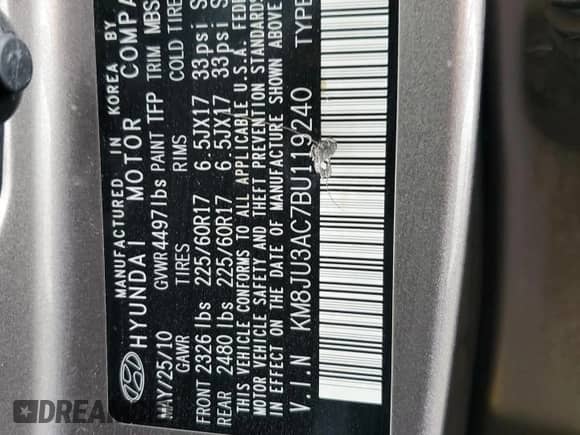 MANUFACTURED IN KOREA BY
HYUNDAI MOTOR COMPA
MAY/25/10 GVWR 4497 lbs PAINT TFP TRIM MBS
GAWR TIRES RIMS COLD TIRE
FRONT 2326 lbs 225/60R17 6.5JX17 33psi S
REAR 2480 lbs 225/60R17 6.5JX17 33psi S
THIS VEHICLE CONFORMS TO ALL APPLICABLE U.S.A. FEDE
MOTOR VEHICLE SAFETY AND THEFT PREVENTION STANDARDS
IN EFFECT ON THE DATE OF MANUFACTURE SHOWN ABOVE
V.I.N KM8JU3AC7BU119240 TYPE